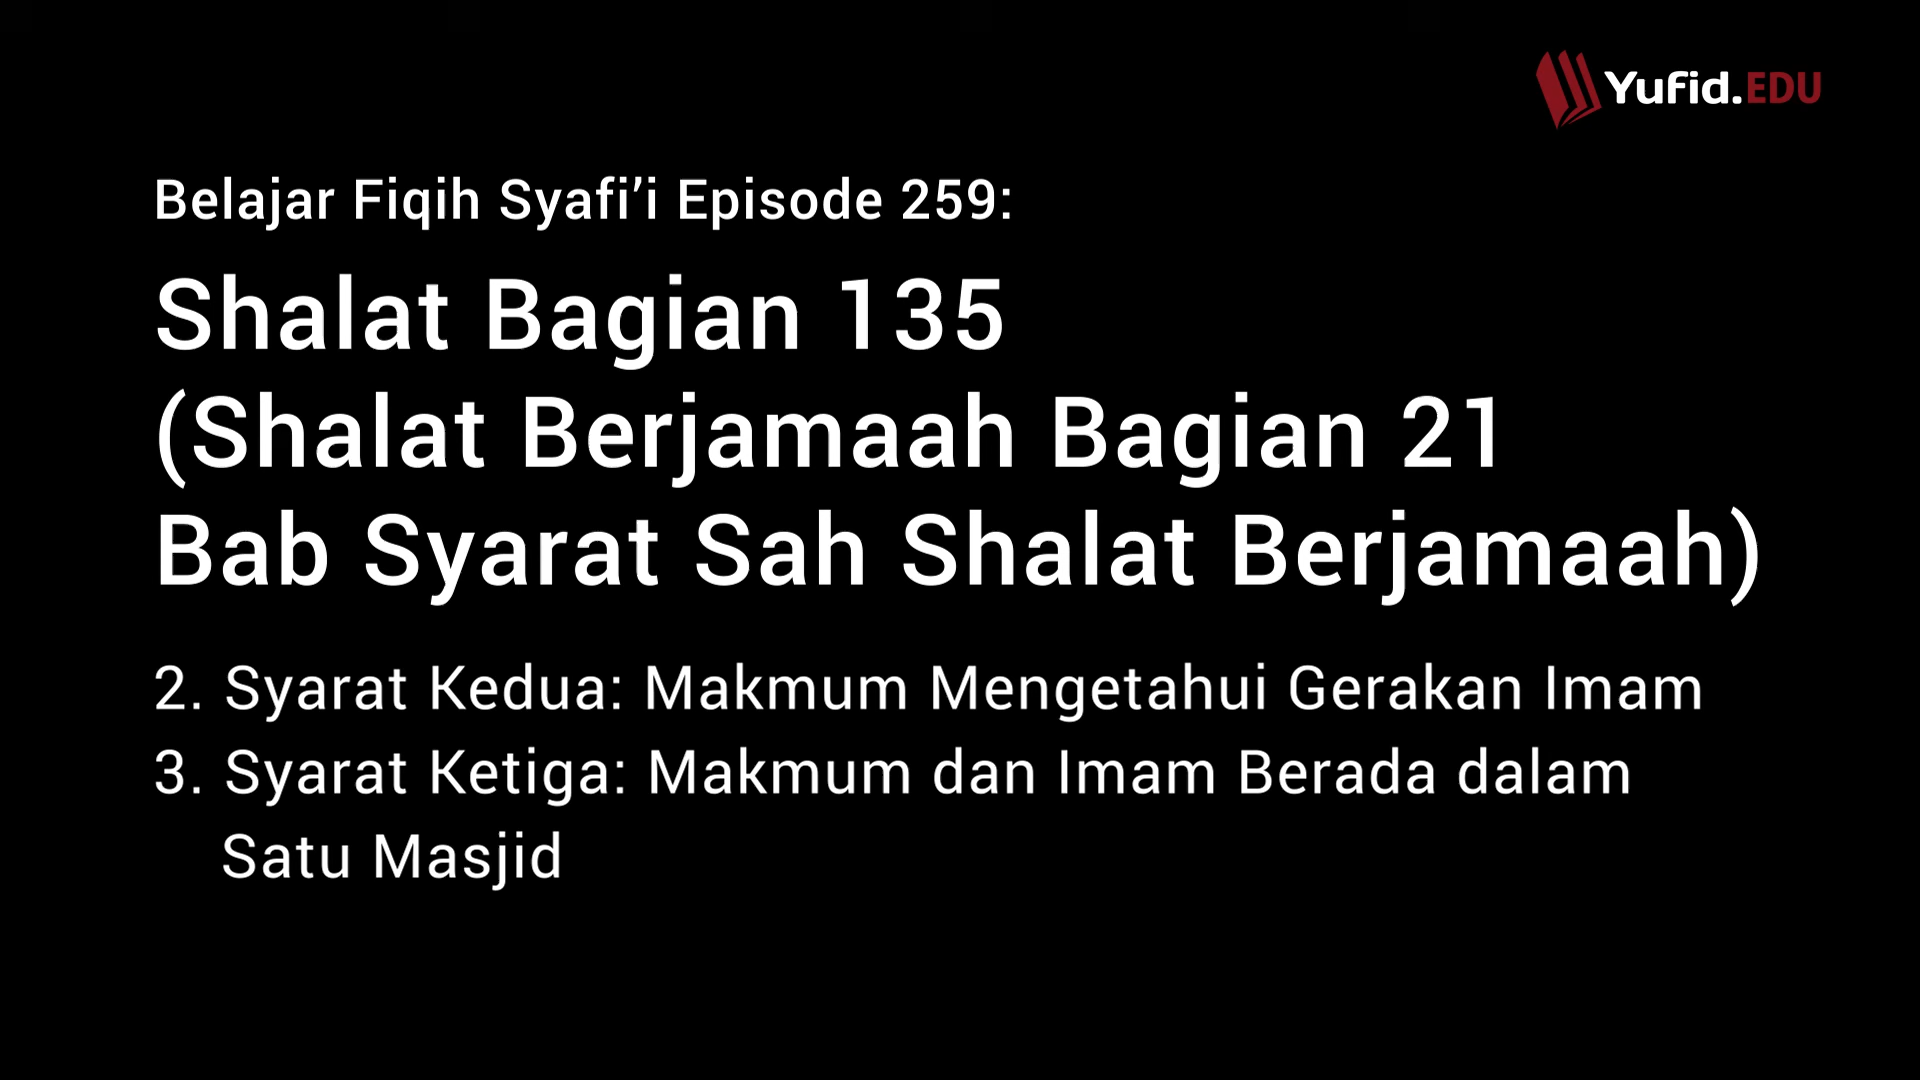 Yufid.EDU
Belajar Fiqih Syafi’i Episode 259:
Shalat Bagian 135
(Shalat Berjamaah Bagian 21
Bab Syarat Sah Shalat Berjamaah)
2. Syarat Kedua: Makmum Mengetahui Gerakan Imam
3. Syarat Ketiga: Makmum dan Imam Berada dalam
Satu Masjid